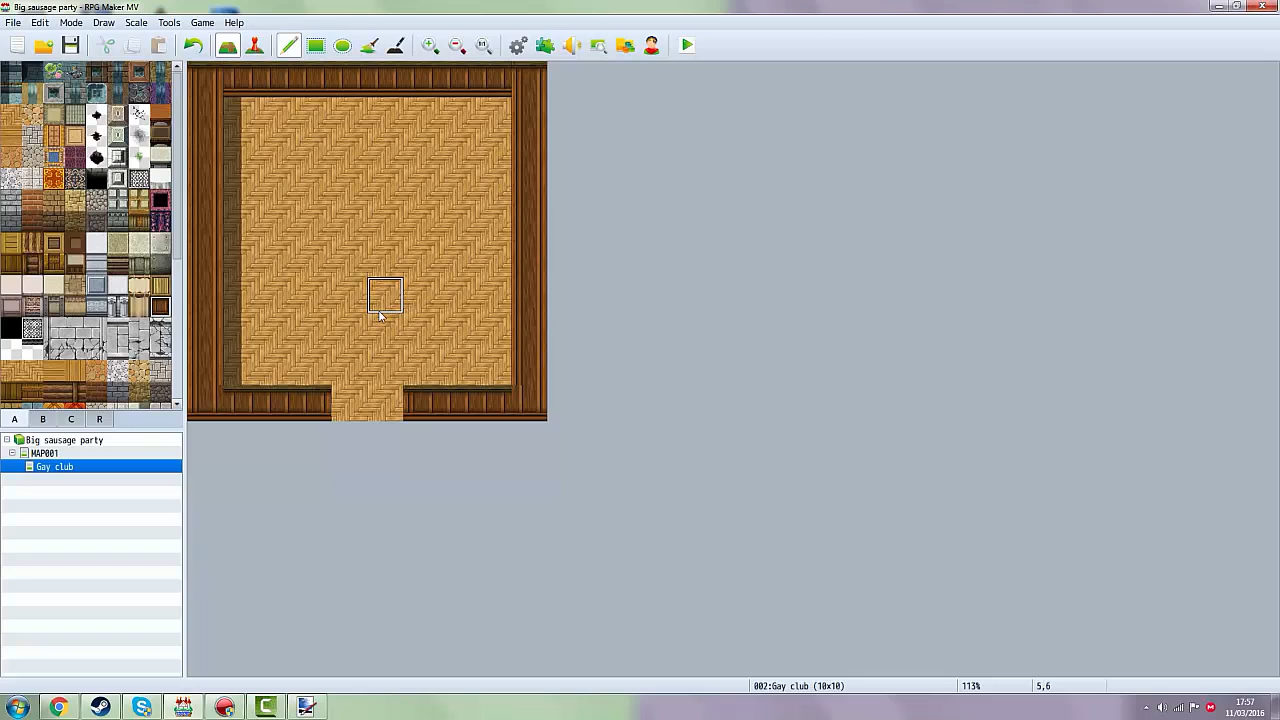 Big sausage party - RPG Maker MV
File Edit Mode Draw Scale Tools Game Help
A B C R
Big sausage party
MAP001
Gay club
002:Gay club (10x10) 113% 5,6
17:57
11/03/2016